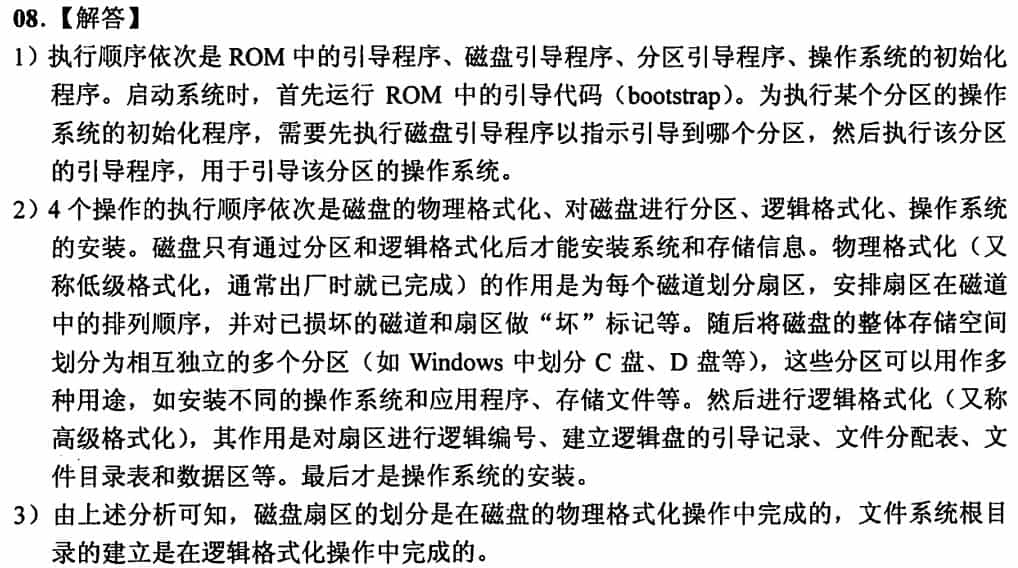 08.【解答】
1）执行顺序依次是 ROM 中的引导程序、磁盘引导程序、分区引导程序、操作系统的初始化
程序。启动系统时，首先运行 ROM 中的引导代码（bootstrap）。为执行某个分区的操作
系统的初始化程序，需要先执行磁盘引导程序以指示引导到哪个分区，然后执行该分区
的引导程序，用于引导该分区的操作系统。
2）4 个操作的执行顺序依次是磁盘的物理格式化、对磁盘进行分区、逻辑格式化、操作系统
的安装。磁盘只有通过分区和逻辑格式化后才能安装系统和存储信息。物理格式化（又
称低级格式化，通常出厂时就已完成）的作用是为每个磁道划分扇区，安排扇区在磁道
中的排列顺序，并对已损坏的磁道和扇区做“坏”标记等。随后将磁盘的整体存储空间
划分为相互独立的多个分区（如 Windows 中划分 C 盘、D 盘等），这些分区可以用作多
种用途，如安装不同的操作系统和应用程序、存储文件等。然后进行逻辑格式化（又称
高级格式化），其作用是对扇区进行逻辑编号、建立逻辑盘的引导记录、文件分配表、文
件目录表和数据区等。最后才是操作系统的安装。
3）由上述分析可知，磁盘扇区的划分是在磁盘的物理格式化操作中完成的，文件系统根目
录的建立是在逻辑格式化操作中完成的。